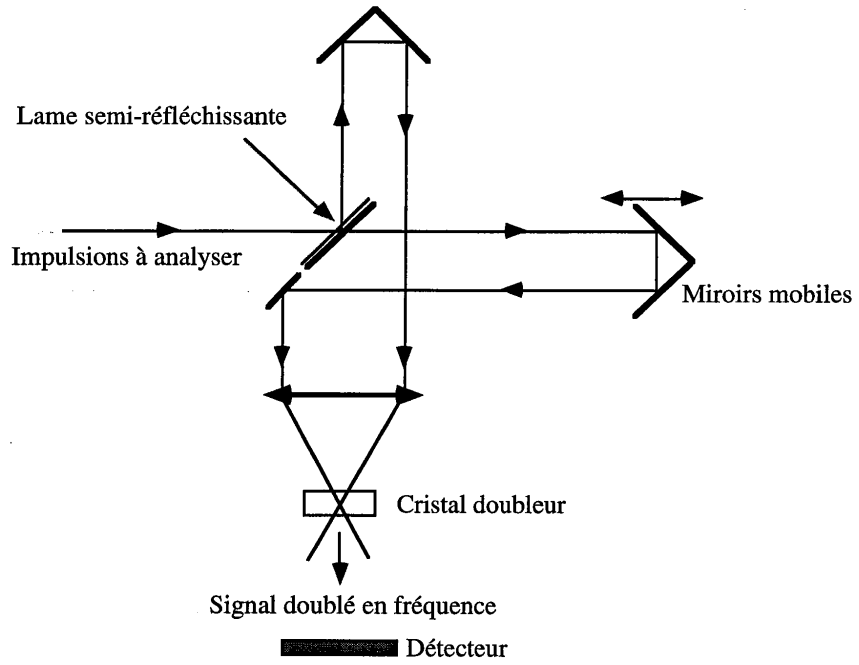 Lame semi-réfléchissante
Impulsions à analyser
Miroirs mobiles
Cristal doubleur
Signal doublé en fréquence
Détecteur